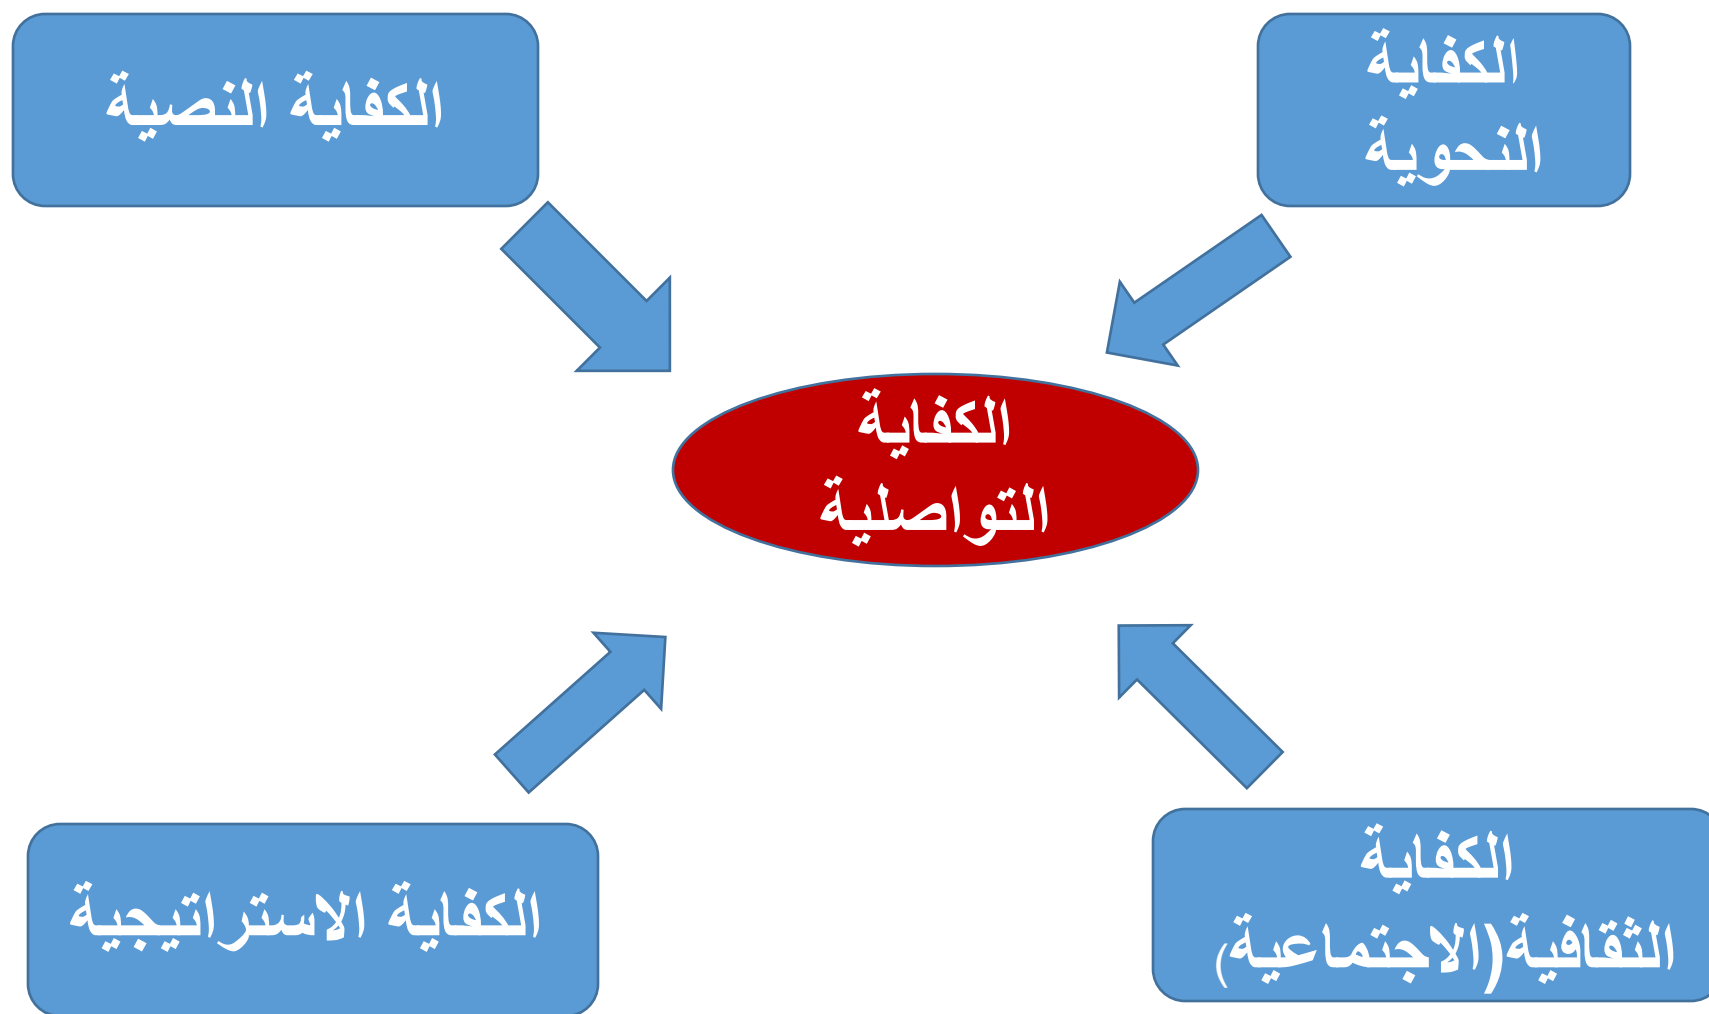 الكفاية
النحوية
الكفاية النصية
الكفاية
التواصلية
الكفاية
الثقافية(الاجتماعية)
الكفاية الاستراتيجية